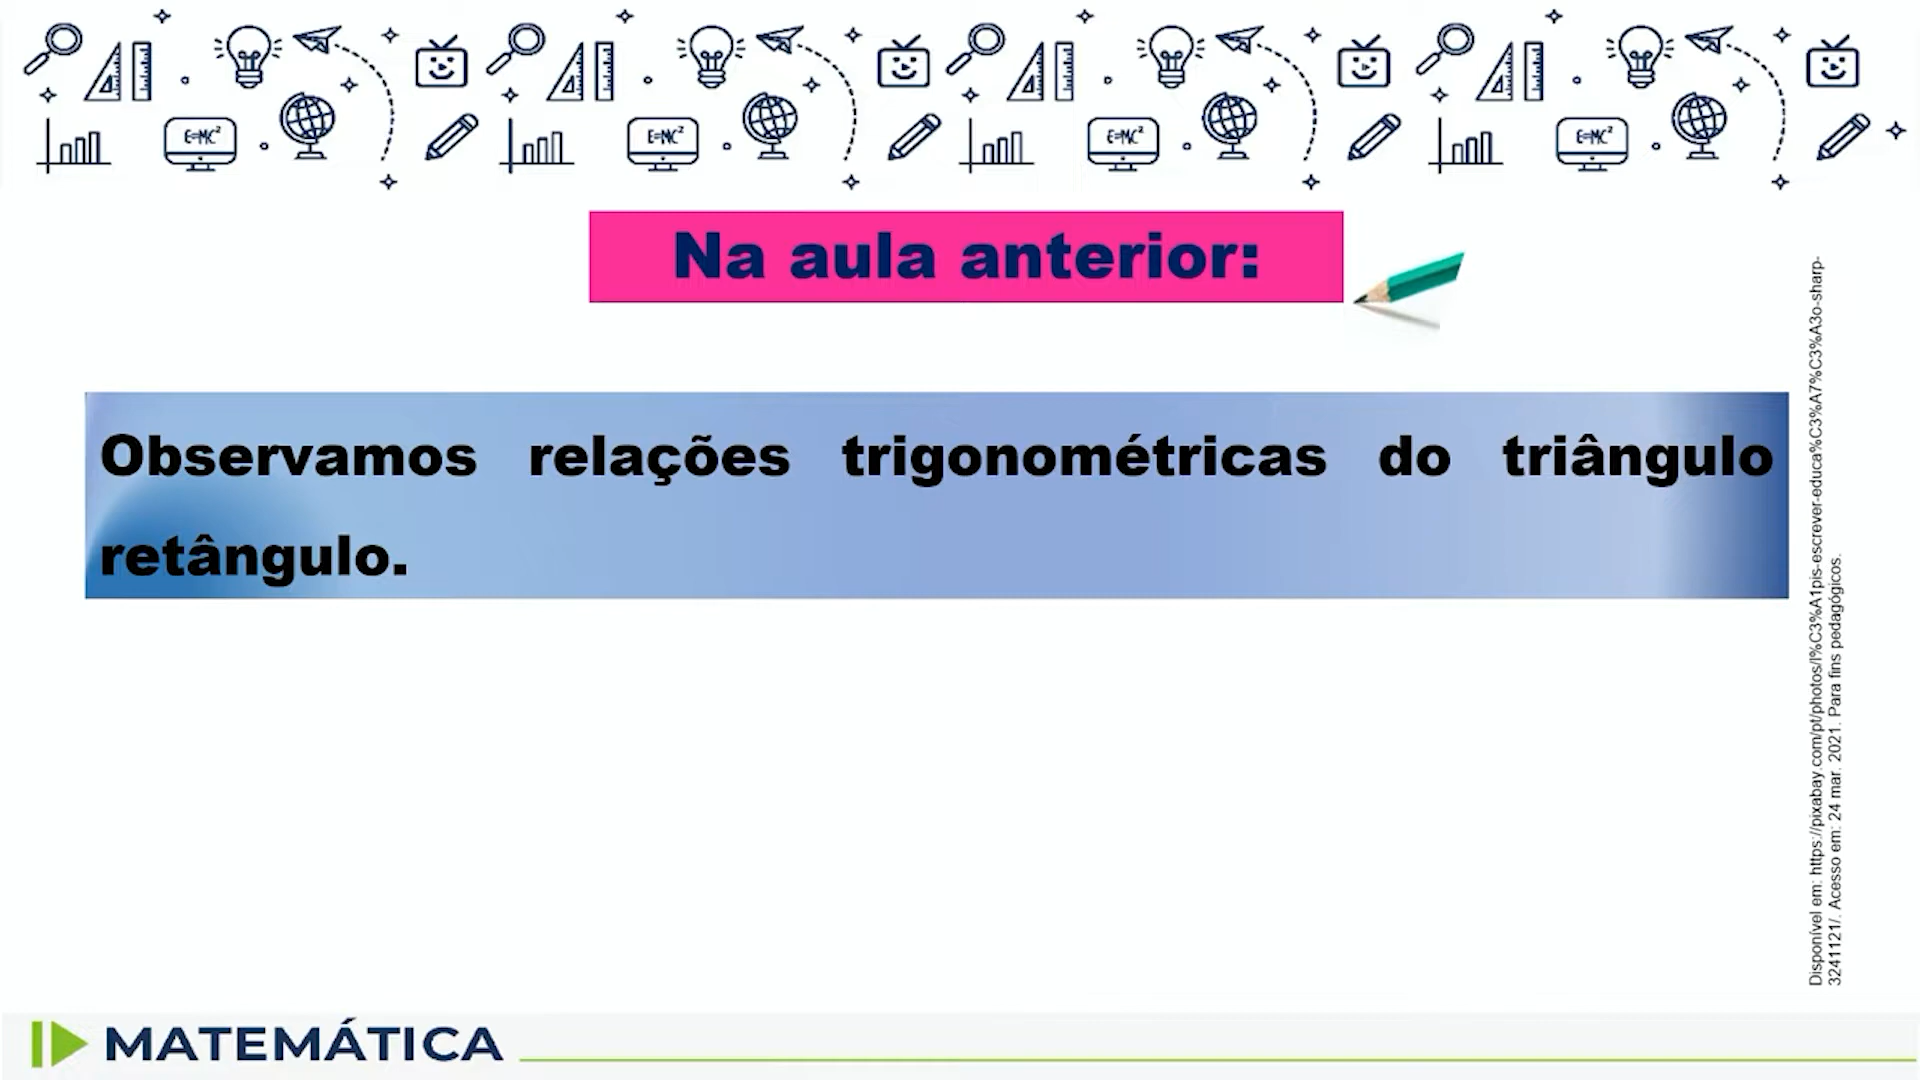 E=MC²
E=MC²
E=MC²
E=MC²
Na aula anterior:
Observamos relações trigonométricas do triângulo
retângulo.
Disponível em: https://pixabay.com/pt/photos/l%C3%A1pis-escrever-educa%C3%A7%C3%A3o-sharp-
3241121/. Acesso em: 24 mar. 2021. Para fins pedagógicos.
MATEMÁTICA